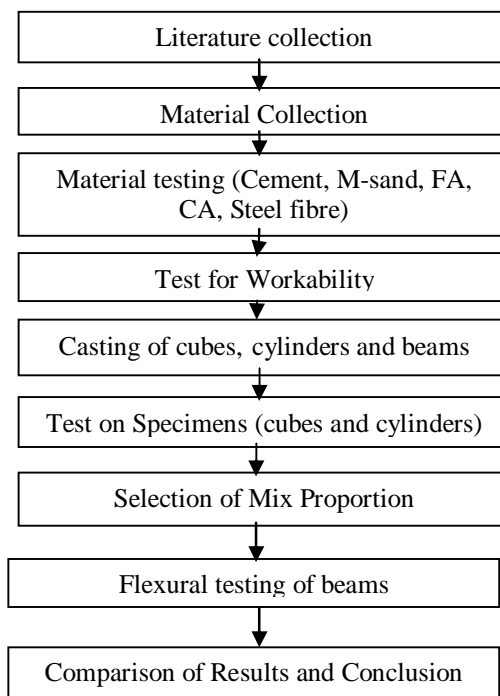 Literature collection
Material Collection
Material testing (Cement, M-sand, FA,
CA, Steel fibre)
Test for Workability
Casting of cubes, cylinders and beams
Test on Specimens (cubes and cylinders)
Selection of Mix Proportion
Flexural testing of beams
Comparison of Results and Conclusion